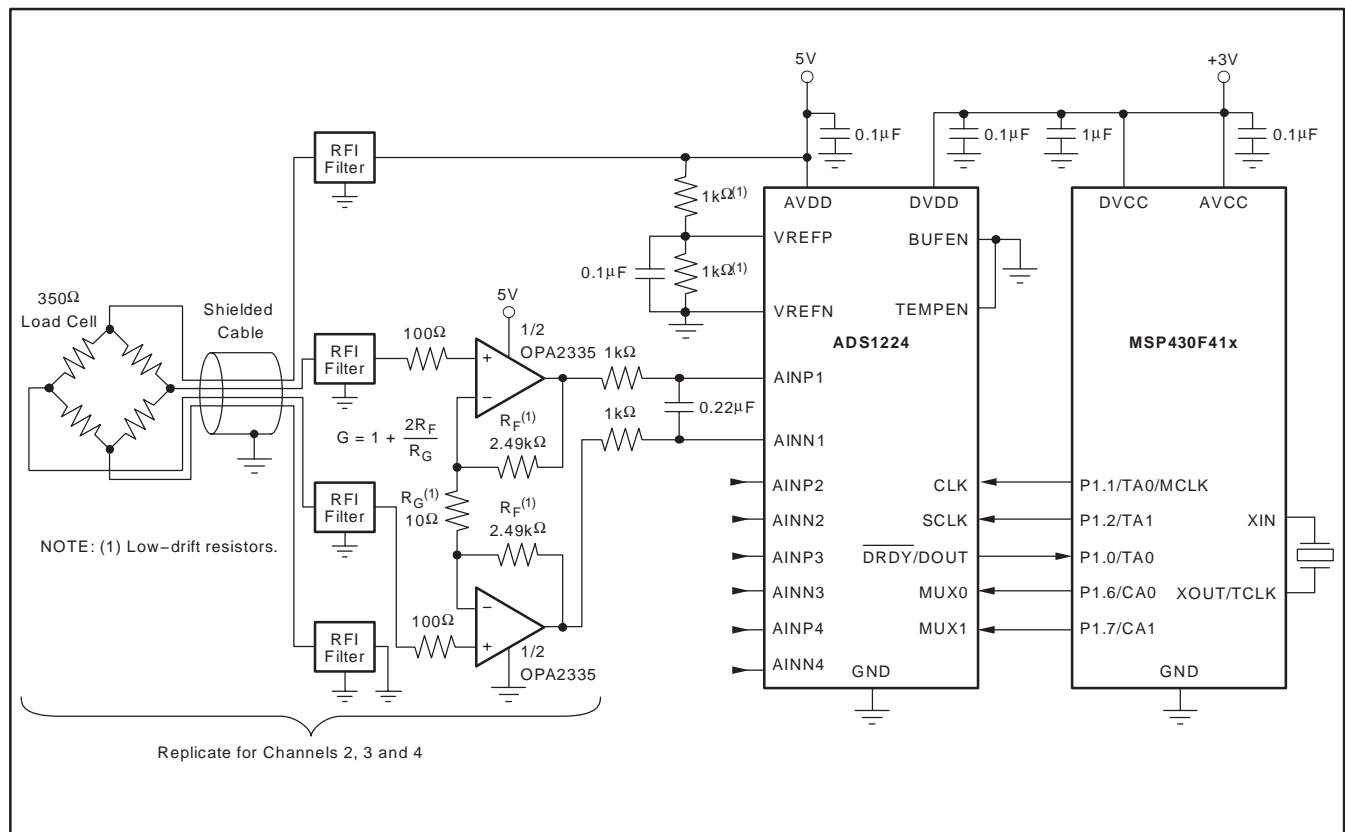 5V
+3V
0.1µF
0.1µF
1µF
0.1µF
RFI
Filter
1kΩ(1)
AVDD
DVDD
DVCC
AVCC
VREFP
BUFEN
0.1µF
1kΩ(1)
350Ω
Load Cell
Shielded
Cable
5V
VREFN
TEMPEN
100Ω
1/2
OPA2335
ADS1224
MSP430F41x
RFI
Filter
1kΩ
AINP1
0.22µF
1kΩ
G = 1 + 2RF
RG
RF(1)
2.49kΩ
AINN1
RG(1)
10Ω
RF(1)
2.49kΩ
AINP2
CLK
P1.1/TA0/MCLK
RFI
Filter
AINN2
SCLK
P1.2/TA1
XIN
NOTE: (1) Low−drift resistors.
AINP3
DRDY/DOUT
P1.0/TA0
AINN3
MUX0
P1.6/CA0
XOUT/TCLK
100Ω
AINP4
MUX1
P1.7/CA1
RFI
Filter
1/2
OPA2335
AINN4
GND
GND
Replicate for Channels 2, 3 and 4